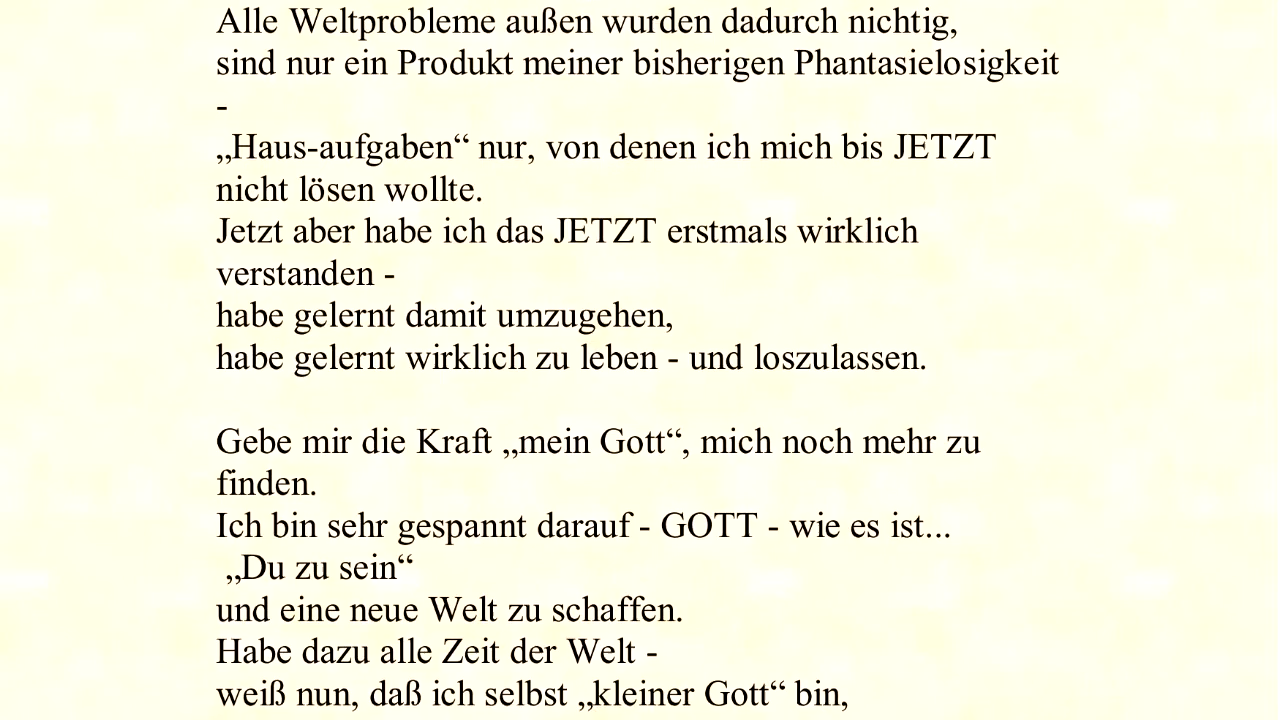 Alle Weltprobleme außen wurden dadurch nichtig,
sind nur ein Produkt meiner bisherigen Phantasielosigkeit
-
„Haus-aufgaben“ nur, von denen ich mich bis JETZT
nicht lösen wollte.
Jetzt aber habe ich das JETZT erstmals wirklich
verstanden -
habe gelernt damit umzugehen,
habe gelernt wirklich zu leben - und loszulassen.

Gebe mir die Kraft „mein Gott“, mich noch mehr zu
finden.
Ich bin sehr gespannt darauf - GOTT - wie es ist...
„Du zu sein“
und eine neue Welt zu schaffen.
Habe dazu alle Zeit der Welt -
weiß nun, daß ich selbst „kleiner Gott“ bin,